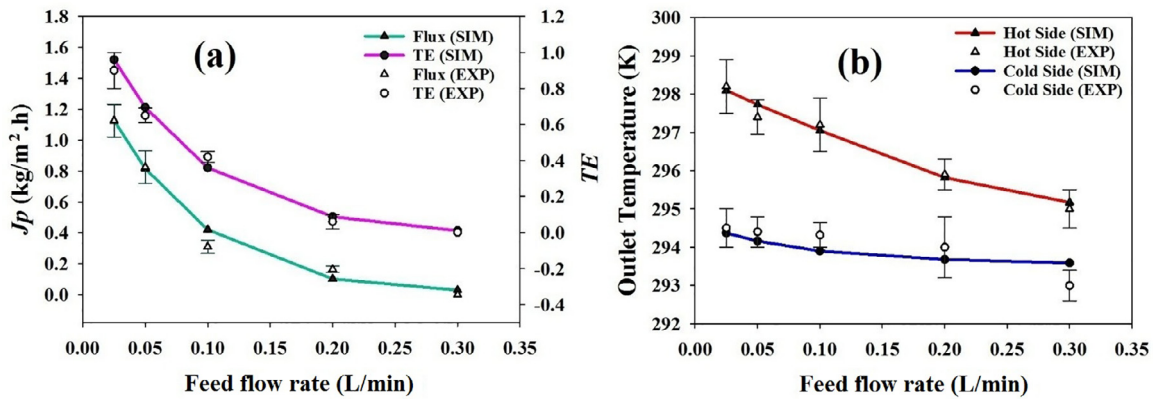 (a)
Flux (SIM)
TE (SIM)
Flux (EXP)
TE (EXP)
Jp (kg/m².h)
1.8
1.6
1.4
1.2
1.0
0.8
0.6
0.4
0.2
0.0
1.2
1.0
0.8
0.6
0.4
0.2
0.0
-0.2
-0.4
TE
0.00 0.05 0.10 0.15 0.20 0.25 0.30 0.35
Feed flow rate (L/min)
(b)
Hot Side (SIM)
Hot Side (EXP)
Cold Side (SIM)
Cold Side (EXP)
Outlet Temperature (K)
300
299
298
297
296
295
294
293
292
0.00 0.05 0.10 0.15 0.20 0.25 0.30 0.35
Feed flow rate (L/min)